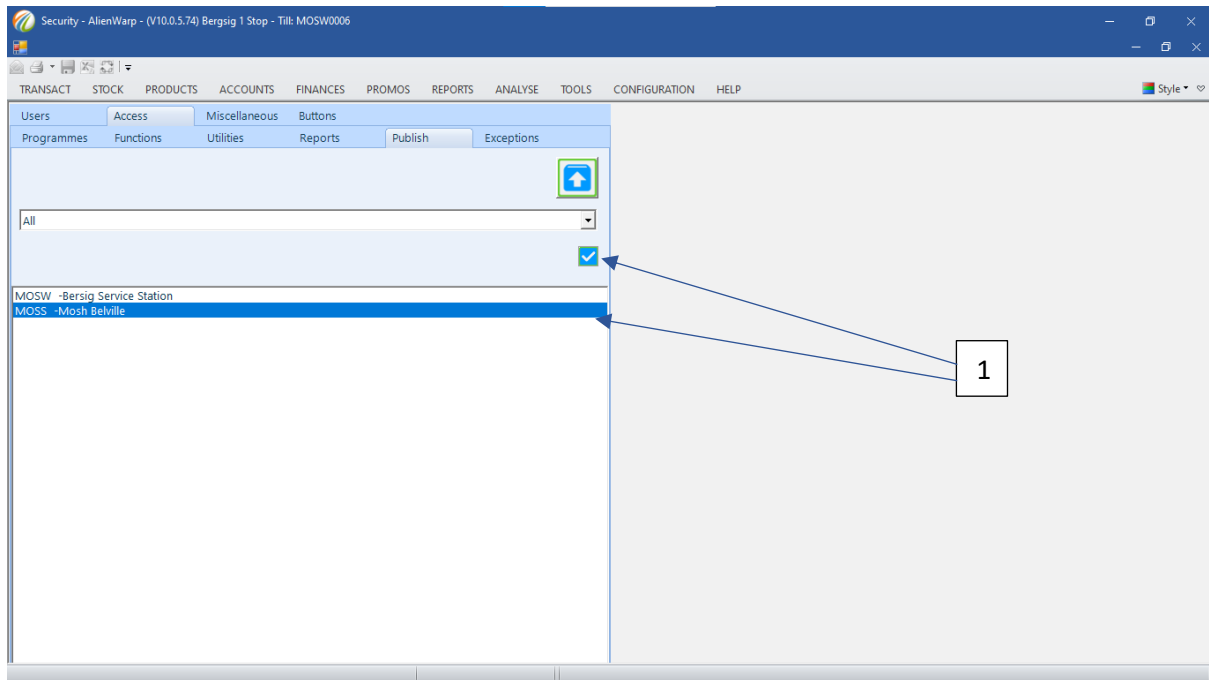 Security - AlienWarp - (V10.0.5.74) Bergsig 1 Stop - Till: MOSW0006
TRANSACT STOCK PRODUCTS ACCOUNTS FINANCES PROMOS REPORTS ANALYSE TOOLS CONFIGURATION HELP Style
Users Access Miscellaneous Buttons
Programmes Functions Utilities Reports Publish Exceptions
All
MOSW -Bersig Service Station
MOSS -Mosh Belville
1